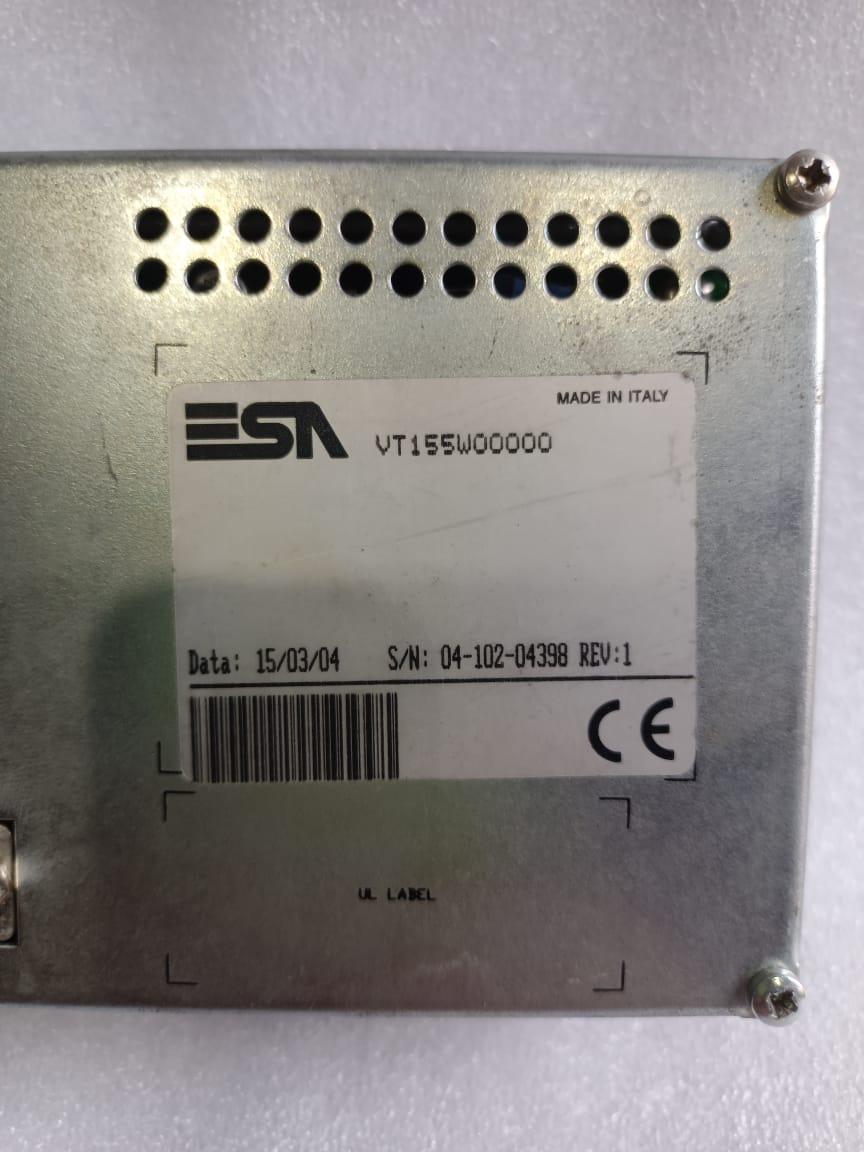 MADE IN ITALY
ESA VT155W00000
Data: 15/03/04 S/N: 04-102-04398 REV:1
CE
UL LABEL